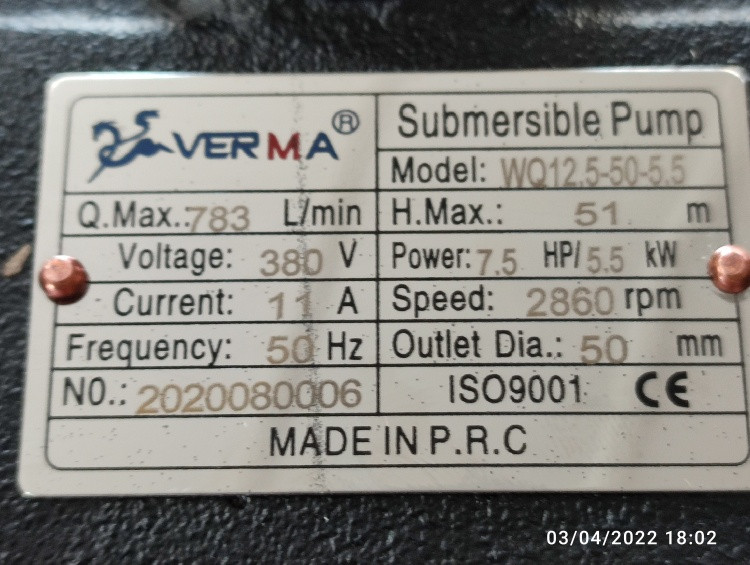 VERMA®
Submersible Pump
Model: WQ12.5-50-5.5
Q.Max.:783 L/min
H.Max.: 51 m
Voltage: 380 V
Power: 7.5 HP/ 5.5 kW
Current: 11 A
Speed: 2860 rpm
Frequency: 50 Hz
Outlet Dia.: 50 mm
NO.: 2020080006
ISO9001 CE
MADE IN P.R.C
03/04/2022 18:02